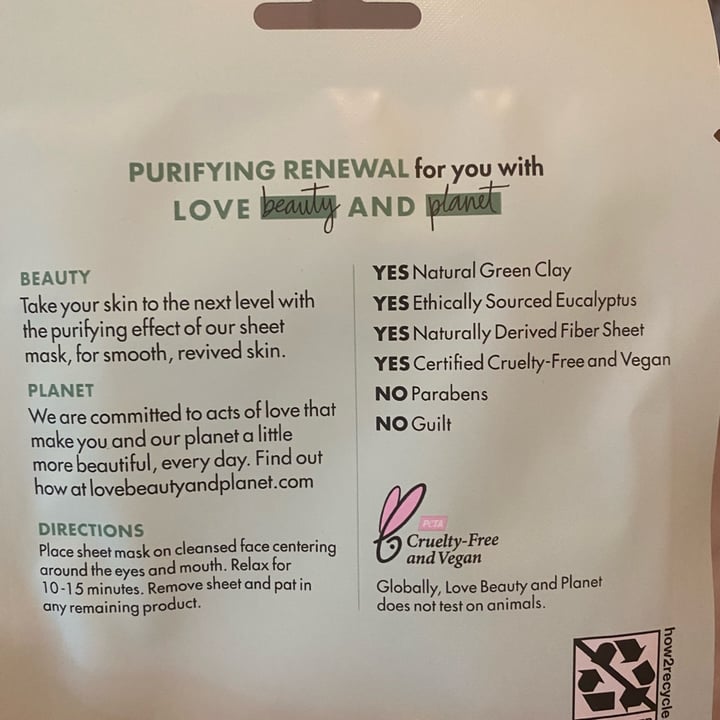 PURIFYING RENEWAL for you with
LOVE beauty AND planet
BEAUTY
Take your skin to the next level with
the purifying effect of our sheet
mask, for smooth, revived skin.
PLANET
We are committed to acts of love that
make you and our planet a little
more beautiful, every day. Find out
how at lovebeautyandplanet.com
DIRECTIONS
Place sheet mask on cleansed face centering
around the eyes and mouth. Relax for
10-15 minutes. Remove sheet and pat in
any remaining product.
YES Natural Green Clay
YES Ethically Sourced Eucalyptus
YES Naturally Derived Fiber Sheet
YES Certified Cruelty-Free and Vegan
NO Parabens
NO Guilt
PETA
Cruelty-Free
and Vegan
Globally, Love Beauty and Planet
does not test on animals.
how2recycle